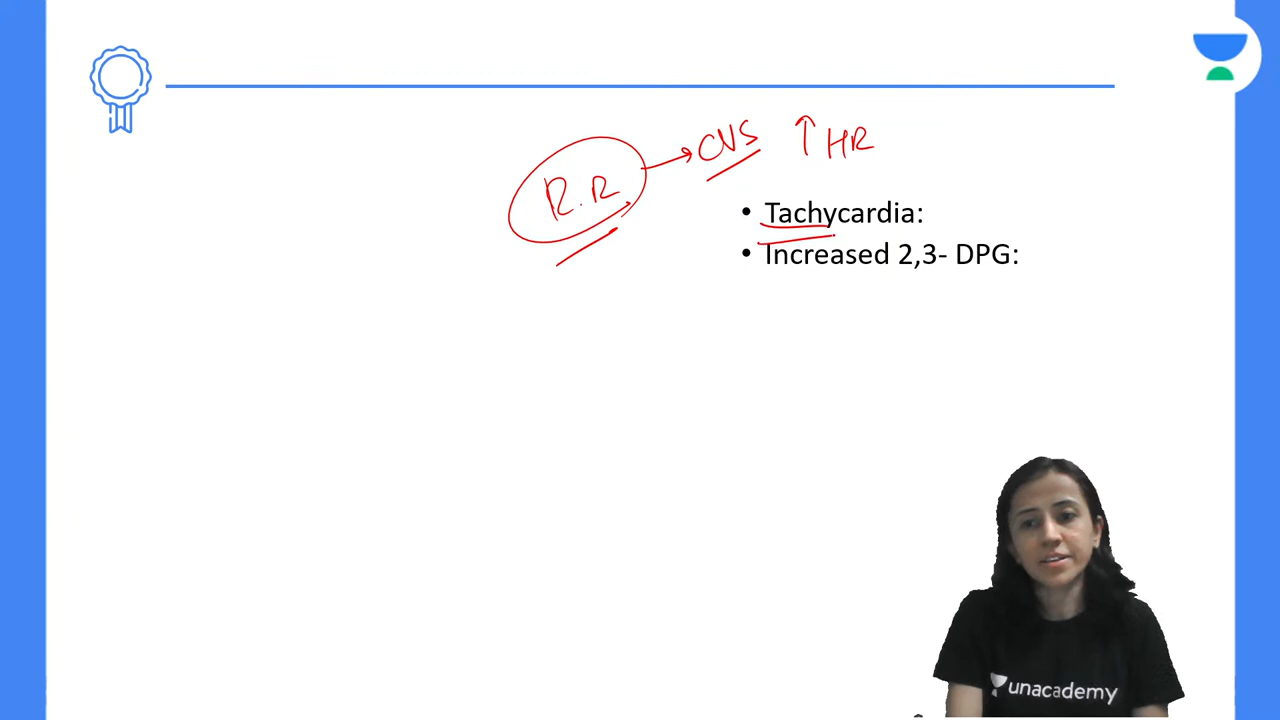 CVS ↑ HR
R.R
• Tachycardia:
• Increased 2,3- DPG:
unacademy